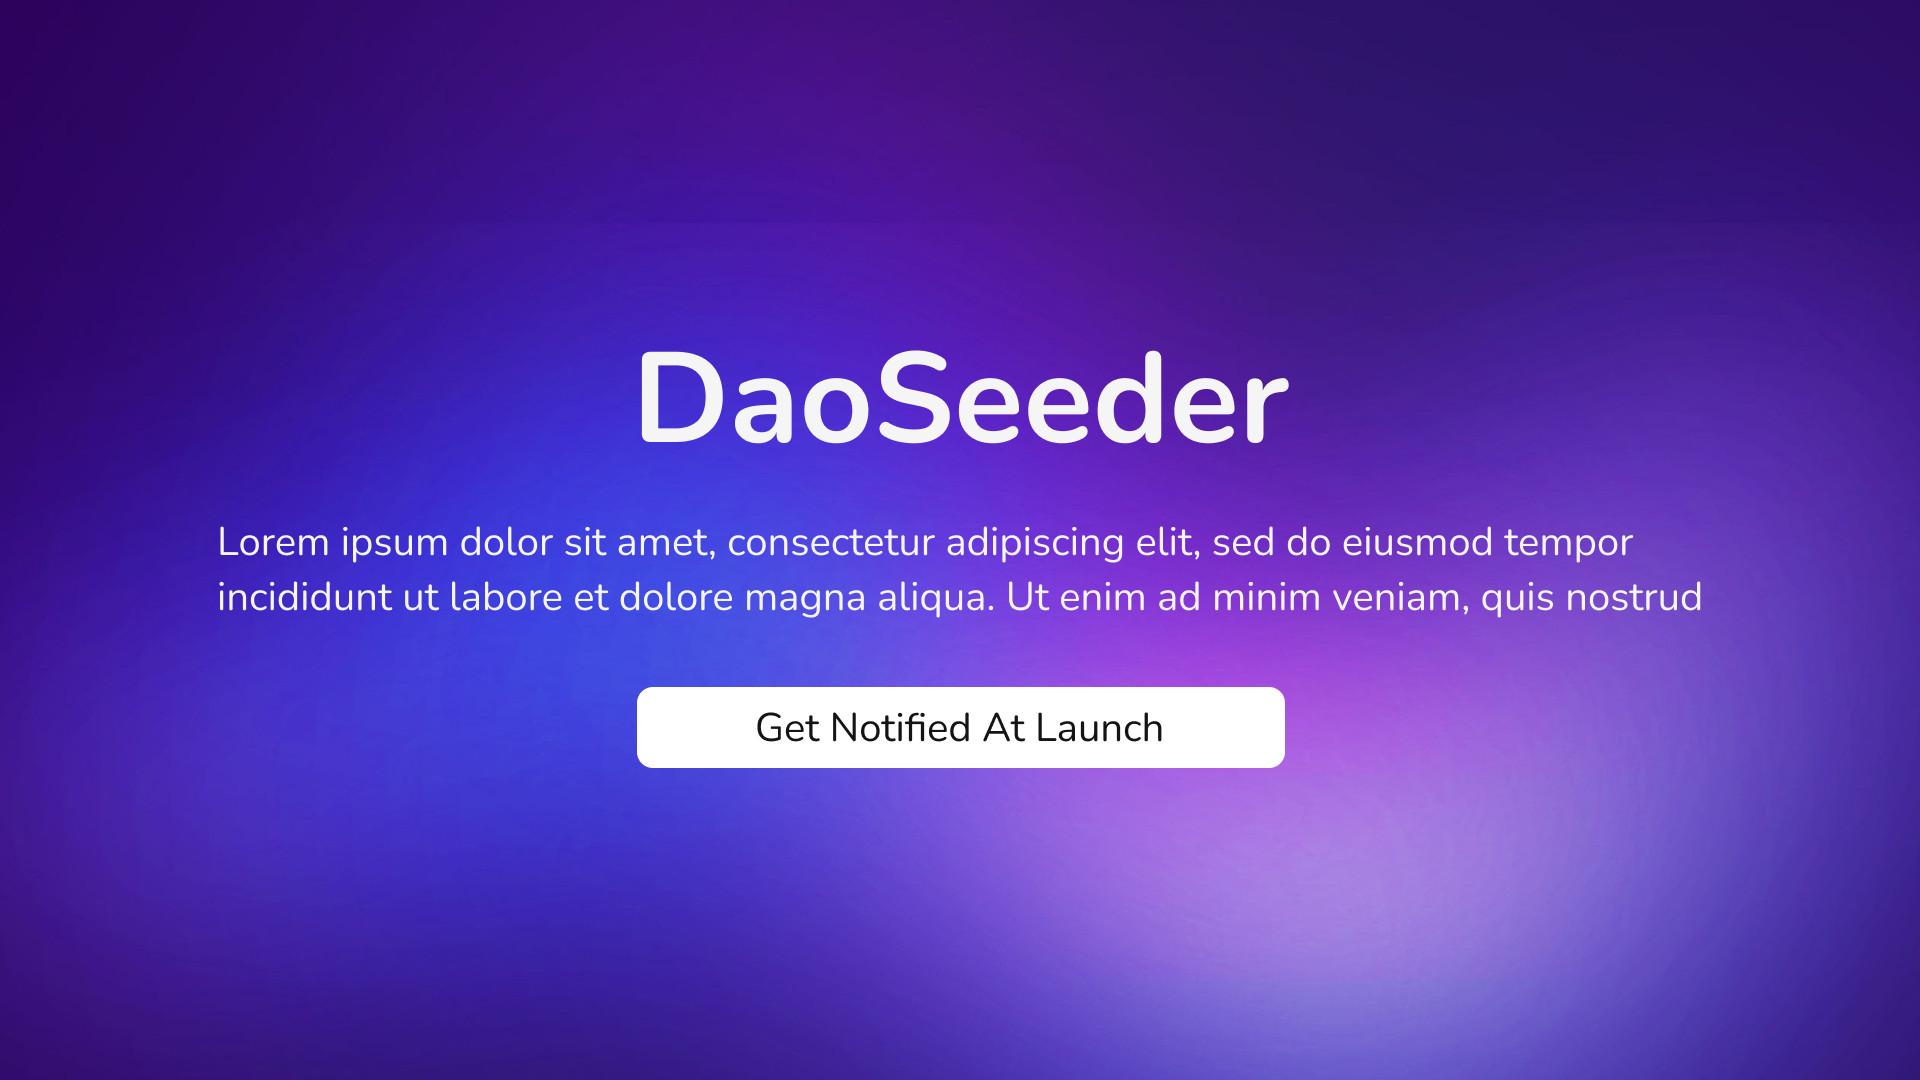 DaoSeeder
Lorem ipsum dolor sit amet, consectetur adipiscing elit, sed do eiusmod tempor
incididunt ut labore et dolore magna aliqua. Ut enim ad minim veniam, quis nostrud
Get Notified At Launch